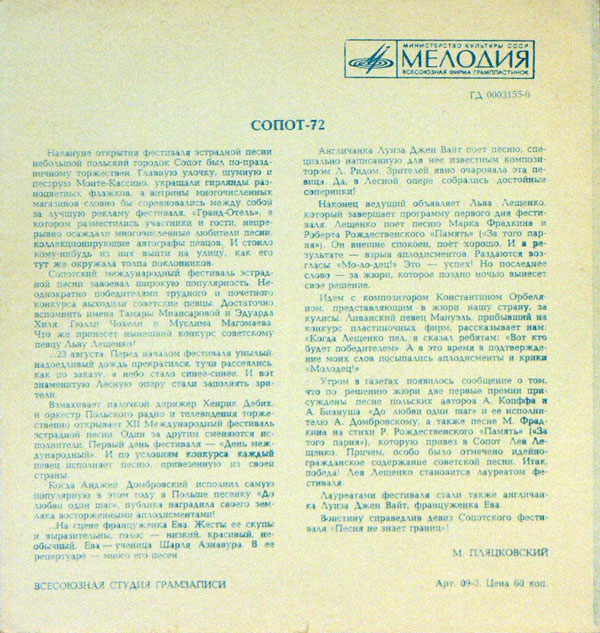 МИНИСТЕРСТВО КУЛЬТУРЫ СССР
МЕЛОДИЯ
ВСЕСОЮЗНАЯ ФИРМА ГРАМПЛАСТИНОК
ГД 0003155-6
СОПОТ-72
Накануне открытия фестиваля эстрадной песни
небольшой польский городок Сопот был по-празд-
ничному торжествен. Главную улочку, шумную и
пеструю Монте-Кассино, украшали гирлянды раз-
ноцветных флажков, а витрины многочисленных
магазинов словно бы соревновались между собой
за лучшую рекламу фестиваля. «Гранд-Отель», в
котором разместились участники и гости, непре-
рывно осаждали многочисленные любители песни,
коллекционирующие автографы певцов. И стоило
кому-нибудь из них выйти на улицу, как его
тут же окружала толпа поклонников.
Сопотский международный фестиваль эстрад-
ной песни завоевал широкую популярность. Не-
однократно победителями трудного и почетного
конкурса выходили советские певцы. Достаточно
вспомнить имена Тамары Миансаровой и Эдуарда
Хиля, Гюлли Чохели и Муслима Магомаева.
Что же принесет нынешний конкурс советскому
певцу Льву Лещенко?
...23 августа. Перед началом фестиваля унылый,
надоедливый дождь прекратился, тучи рассеялись,
как по заказу, а небо стало синее-синее. И вот
знаменитую Лесную оперу стали заполнять зри-
тели.
Взмахивает палочкой дирижер Хенрик Дебих,
и оркестр Польского радио и телевидения торже-
ственно открывает XII Международный фестиваль
эстрадной песни. Один за другим сменяются ис-
полнители. Первый день фестиваля — «День меж-
дународный». И по условиям конкурса каждый
певец исполняет песню, привезенную из своей
страны.
Когда Анджей Домбровский исполнил самую
популярную в этом году в Польше песенку «До
любви один шаг», публика наградила своего зем-
ляка восторженными аплодисментами!
...На сцене француженка Ева. Жесты ее скупы
и выразительны, голос — низкий, красивый, не-
обычный. Ева — ученица Шарля Азнавура. В ее
репертуаре — много его песен.
Англичанка Луиза Джен Вайт поет песню, спе-
циально написанную для нее известным компози-
тором Л. Ридом. Зрителей явно очаровала эта пе-
вица. Да, в Лесной опере собрались достойные
соперники!
Наконец ведущий объявляет Льва Лещенко,
который завершает программу первого дня фести-
валя. Лещенко поет песню Марка Фрадкина и
Роберта Рождественского «Память» («За того пар-
ня»). Он внешне спокоен, поет хорошо. И в ре-
зультате — взрыв аплодисментов. Раздаются воз-
гласы «Мо-ло-дец!» Это — успех! Но последнее
слово — за жюри, которое поздно ночью вынесет
свое решение.
Идем с композитором Константином Орбеля-
ном, представляющим в жюри нашу страну, за
кулисы. Ливанский певец Мануэль, прибывший на
конкурс пластиночных фирм, рассказывает нам:
«Когда Лещенко пел, я сказал ребятам: «Вот кто
будет победителем». А в это время в подтвержде-
ние моих слов посыпались аплодисменты и крики
«Молодец!»
Утром в газетах появилось сообщение о том,
что по решению жюри две первые премии при-
суждены песне польских авторов А. Копффа и
А. Биануша «До любви один шаг» и ее исполните-
лю А. Домбровскому, а также песне М. Фрад-
кина на стихи Р. Рождественского «Память» («За
того парня»), которую привез в Сопот Лев Ле-
щенко. Причем, особо было отмечено идейно-
гражданское содержание советской песни. Итак,
победа! Лев Лещенко становится лауреатом фе-
стиваля.
Лауреатами фестиваля стали также англичан-
ка Луиза Джен Вайт, француженка Ева.
Воистину справедлив девиз Сопотского фести-
валя «Песня не знает границ»!
М. ПЛЯЦКОВСКИЙ
ВСЕСОЮЗНАЯ СТУДИЯ ГРАМЗАПИСИ
Арт. 09-3. Цена 60 коп.